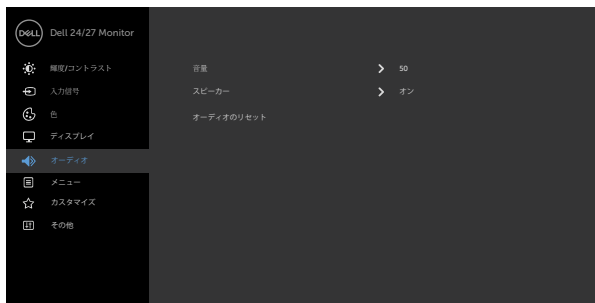 DELL Dell 24/27 Monitor
輝度/コントラスト
音量 50
入力信号
スピーカー オン
色
オーディオのリセット
ディスプレイ
オーディオ
メニュー
カスタマイズ
その他